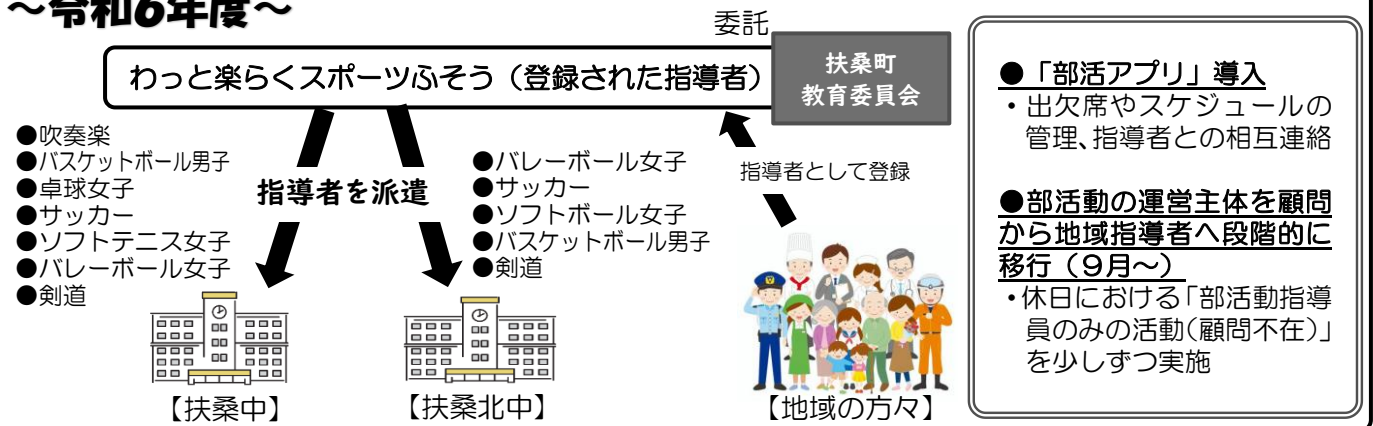 ～令和6年度～
委託
わっと楽らくスポーツふそう（登録された指導者）
扶桑町
教育委員会
●吹奏楽
●バスケットボール男子
●卓球女子
●サッカー
●ソフトテニス女子
●バレーボール女子
●剣道
指導者を派遣
●バレーボール女子
●サッカー
●ソフトボール女子
●バスケットボール男子
●剣道
指導者として登録
【扶桑中】
【扶桑北中】
【地域の方々】
●「部活アプリ」導入
・出欠席やスケジュールの
管理、指導者との相互連絡
●部活動の運営主体を顧問
から地域指導者へ段階的に
移行（9月～）
・休日における「部活動指導
員のみの活動（顧問不在）」
を少しずつ実施